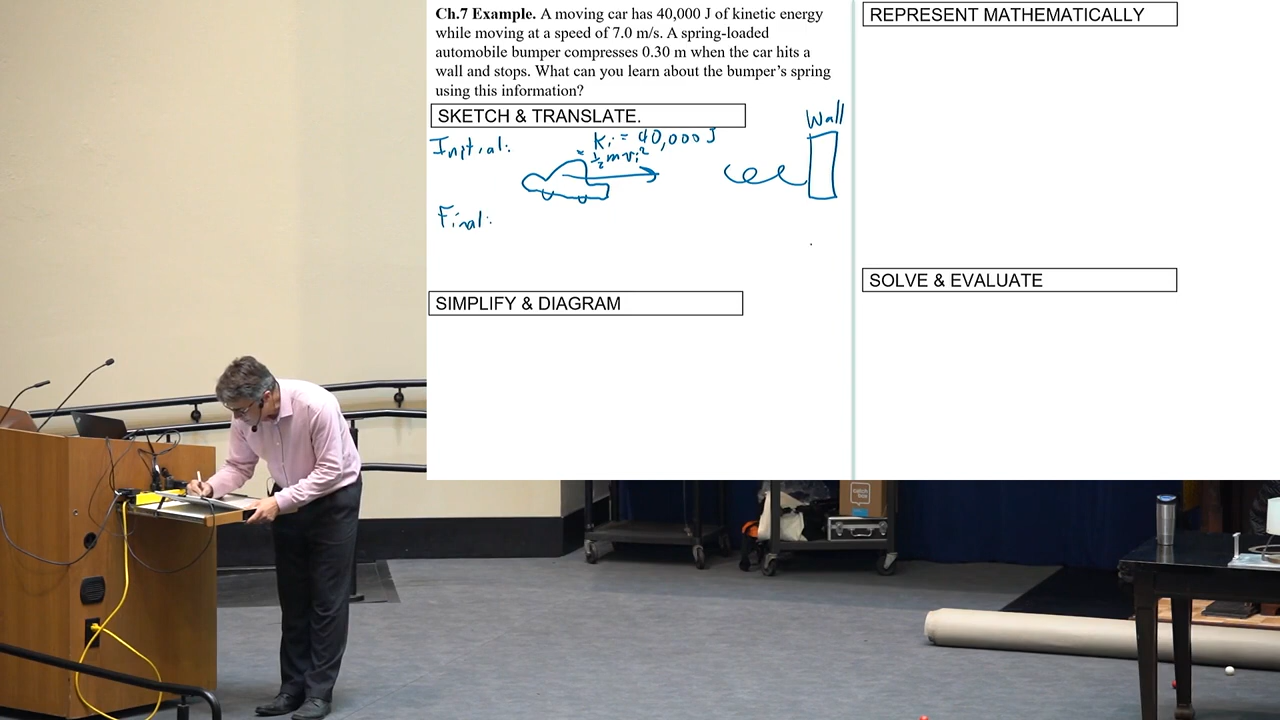 Ch.7 Example. A moving car has 40,000 J of kinetic energy
while moving at a speed of 7.0 m/s. A spring-loaded
automobile bumper compresses 0.30 m when the car hits a
wall and stops. What can you learn about the bumper's spring
using this information?
SKETCH & TRANSLATE.
Initial:
Ki = 40,000 J
= ½mvi²
Wall
Final:
SIMPLIFY & DIAGRAM
REPRESENT MATHEMATICALLY
SOLVE & EVALUATE